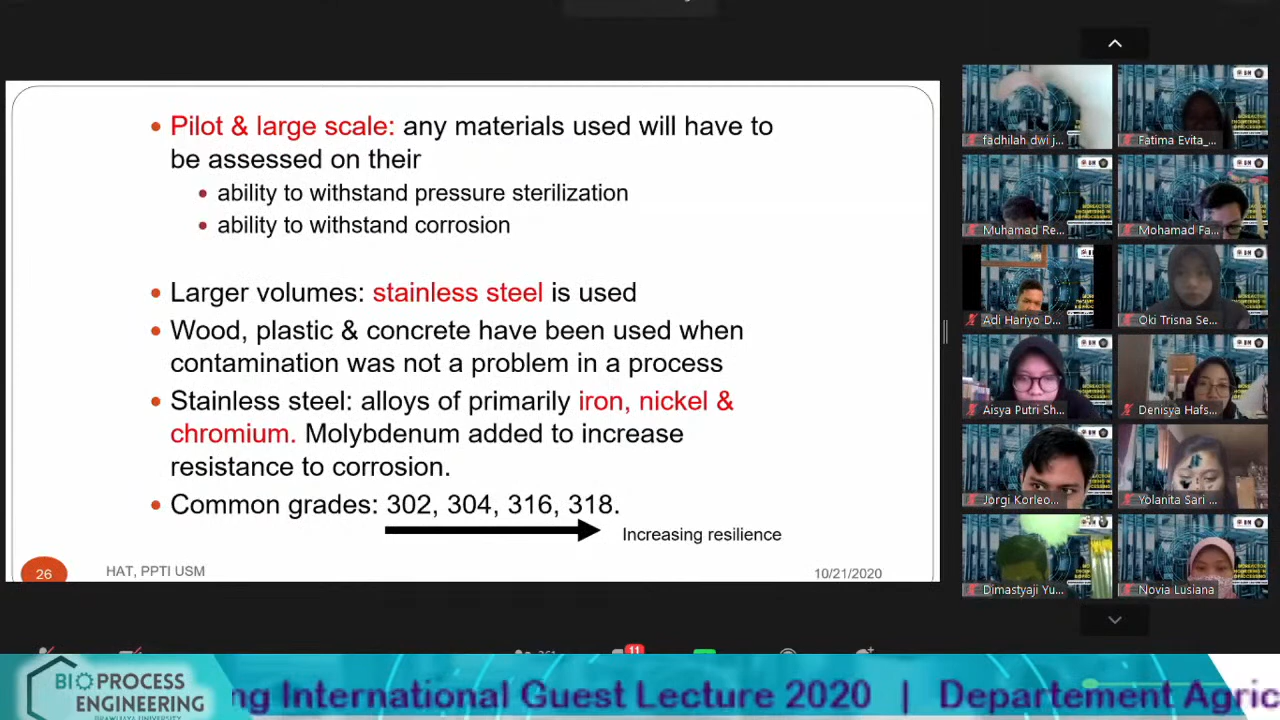 • Pilot & large scale: any materials used will have to
be assessed on their
• ability to withstand pressure sterilization
• ability to withstand corrosion
• Larger volumes: stainless steel is used
• Wood, plastic & concrete have been used when
contamination was not a problem in a process
• Stainless steel: alloys of primarily iron, nickel &
chromium. Molybdenum added to increase
resistance to corrosion.
• Common grades: 302, 304, 316, 318.
Increasing resilience
26
HAT, PPTI USM
10/21/2020
fadhilah dwi j...
Fatima Evita_...
Muhamad Re...
Mohamad Fa...
Adi Hariyo D...
Oki Trisna Se...
Aisya Putri Sh...
Denisya Hafs...
Jorgi Korleo...
Yolanita Sari ...
Dimastyaji Yu...
Novia Lusiana
11
BIOPROCESS
ENGINEERING
BRAWIJAYA UNIVERSITY
ng International Guest Lecture 2020 | Departement Agric